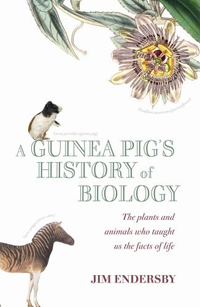 A GUINEA PIG'S
HISTORY of
BIOLOGY
The plants and
animals who taught
us the facts of life
JIM ENDERSBY